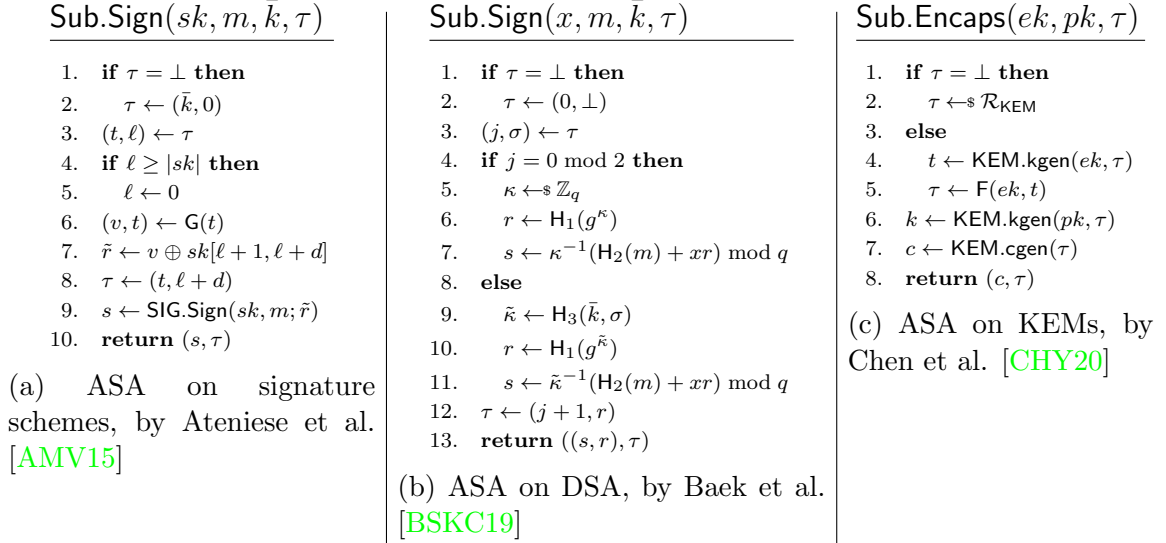 Sub.Sign(sk, m, k̄, τ)
1. if τ = ⊥ then
2. τ ← (k̄, 0)
3. (t, ℓ) ← τ
4. if ℓ ≥ |sk| then
5. ℓ ← 0
6. (v, t) ← G(t)
7. r̃ ← v ⊕ sk[ℓ + 1, ℓ + d]
8. τ ← (t, ℓ + d)
9. s ← SIG.Sign(sk, m; r̃)
10. return (s, τ)
(a) ASA on signature
schemes, by Ateniese et al.
[AMV15]
Sub.Sign(x, m, k̄, τ)
1. if τ = ⊥ then
2. τ ← (0, ⊥)
3. (j, σ) ← τ
4. if j = 0 mod 2 then
5. κ ←$ ℤ_q
6. r ← H₁(g^κ)
7. s ← κ⁻¹(H₂(m) + xr) mod q
8. else
9. κ̃ ← H₃(k̄, σ)
10. r ← H₁(g^κ̃)
11. s ← κ̃⁻¹(H₂(m) + xr) mod q
12. τ ← (j + 1, r)
13. return ((s, r), τ)
(b) ASA on DSA, by Baek et al.
[BSKC19]
Sub.Encaps(ek, pk, τ)
1. if τ = ⊥ then
2. τ ←$ R_KEM
3. else
4. t ← KEM.kgen(ek, τ)
5. τ ← F(ek, t)
6. k ← KEM.kgen(pk, τ)
7. c ← KEM.cgen(τ)
8. return (c, τ)
(c) ASA on KEMs, by
Chen et al. [CHY20]